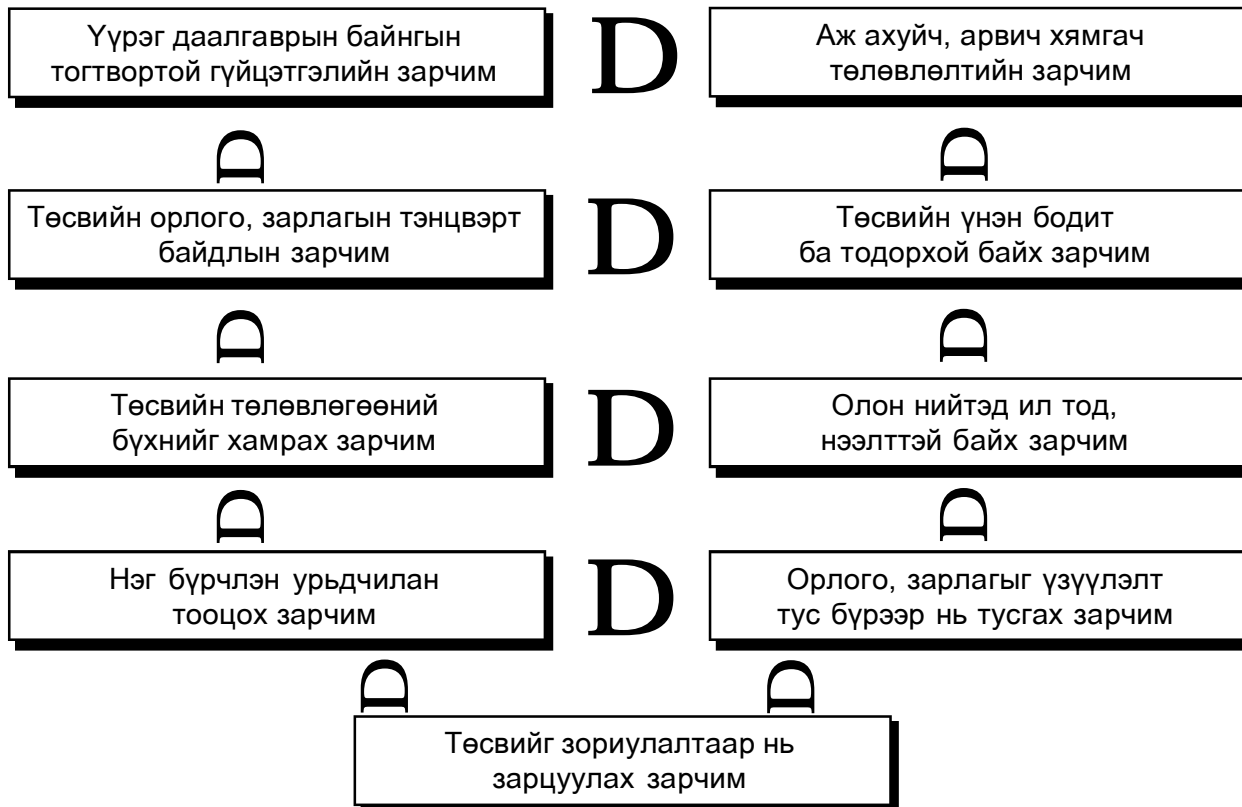 Үүрэг даалгаврын байнгын
тогтвортой гүйцэтгэлийн зарчим
D
Аж ахуйч, арвич хямгач
төлөвлөлтийн зарчим
D
D
Төсвийн орлого, зарлагын тэнцвэрт
байдлын зарчим
D
Төсвийн үнэн бодит
ба тодорхой байх зарчим
D
D
Төсвийн төлөвлөгөөний
бүхнийг хамрах зарчим
D
Олон нийтэд ил тод,
нээлттэй байх зарчим
D
D
Нэг бүрчлэн урьдчилан
тооцох зарчим
D
Орлого, зарлагыг үзүүлэлт
тус бүрээр нь тусгах зарчим
D
D
Төсвийг зориулалтаар нь
зарцуулах зарчим